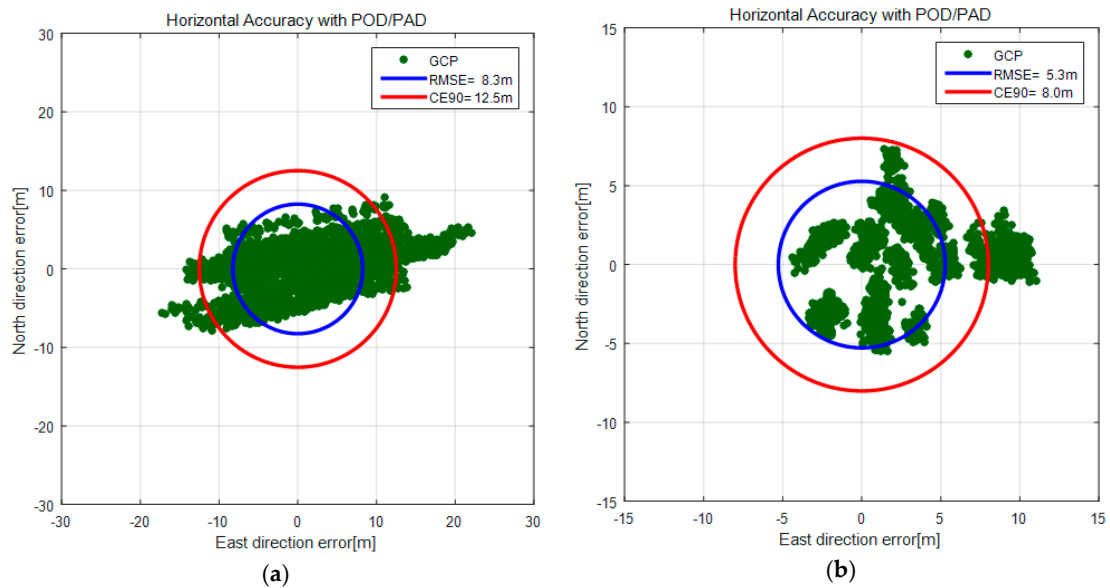 Horizontal Accuracy with POD/PAD
30
20
10
0
-10
-20
-30
-30 -20 -10 0 10 20 30
North direction error[m]
East direction error[m]
GCP
RMSE= 8.3m
CE90= 12.5m
(a)
Horizontal Accuracy with POD/PAD
15
10
5
0
-5
-10
-15
-15 -10 -5 0 5 10 15
North direction error[m]
East direction error[m]
GCP
RMSE= 5.3m
CE90= 8.0m
(b)